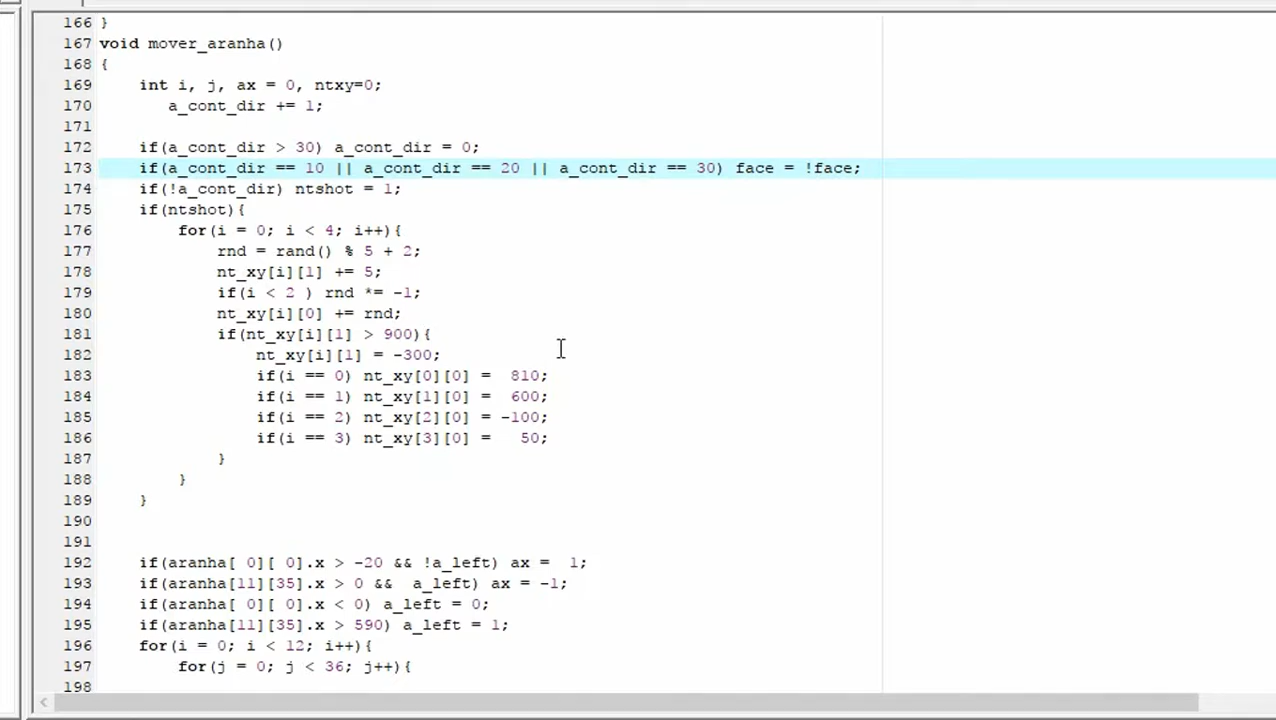 166 }
167 void mover_aranha()
168 {
169     int i, j, ax = 0, ntxy=0;
170        a_cont_dir += 1;
171
172     if(a_cont_dir > 30) a_cont_dir = 0;
173     if(a_cont_dir == 10 || a_cont_dir == 20 || a_cont_dir == 30) face = !face;
174     if(!a_cont_dir) ntshot = 1;
175     if(ntshot){
176         for(i = 0; i < 4; i++){
177             rnd = rand() % 5 + 2;
178             nt_xy[i][1] += 5;
179             if(i < 2 ) rnd *= -1;
180             nt_xy[i][0] += rnd;
181             if(nt_xy[i][1] > 900){
182                 nt_xy[i][1] = -300;
183                 if(i == 0) nt_xy[0][0] =  810;
184                 if(i == 1) nt_xy[1][0] =  600;
185                 if(i == 2) nt_xy[2][0] = -100;
186                 if(i == 3) nt_xy[3][0] =   50;
187             }
188         }
189     }
190
191
192     if(aranha[ 0][ 0].x > -20 && !a_left) ax =  1;
193     if(aranha[11][35].x > 0 &&  a_left) ax = -1;
194     if(aranha[ 0][ 0].x < 0) a_left = 0;
195     if(aranha[11][35].x > 590) a_left = 1;
196     for(i = 0; i < 12; i++){
197         for(j = 0; j < 36; j++){
198